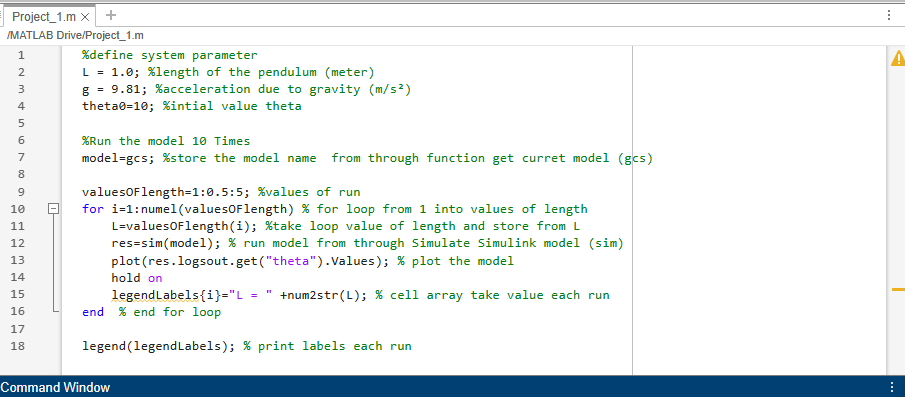 Project_1.m × +
/MATLAB Drive/Project_1.m
1 %define system parameter
2 L = 1.0; %length of the pendulum (meter)
3 g = 9.81; %acceleration due to gravity (m/s²)
4 theta0=10; %intial value theta
5
6 %Run the model 10 Times
7 model=gcs; %store the model name  from through function get curret model (gcs)
8
9 valuesOFlength=1:0.5:5; %values of run
10 for i=1:numel(valuesOFlength) % for loop from 1 into values of length
11     L=valuesOFlength(i); %take loop value of length and store from L
12     res=sim(model); % run model from through Simulate Simulink model (sim)
13     plot(res.logsout.get("theta").Values); % plot the model
14     hold on
15     legendLabels{i}="L = " +num2str(L); % cell array take value each run
16 end  % end for loop
17
18 legend(legendLabels); % print labels each run
Command Window